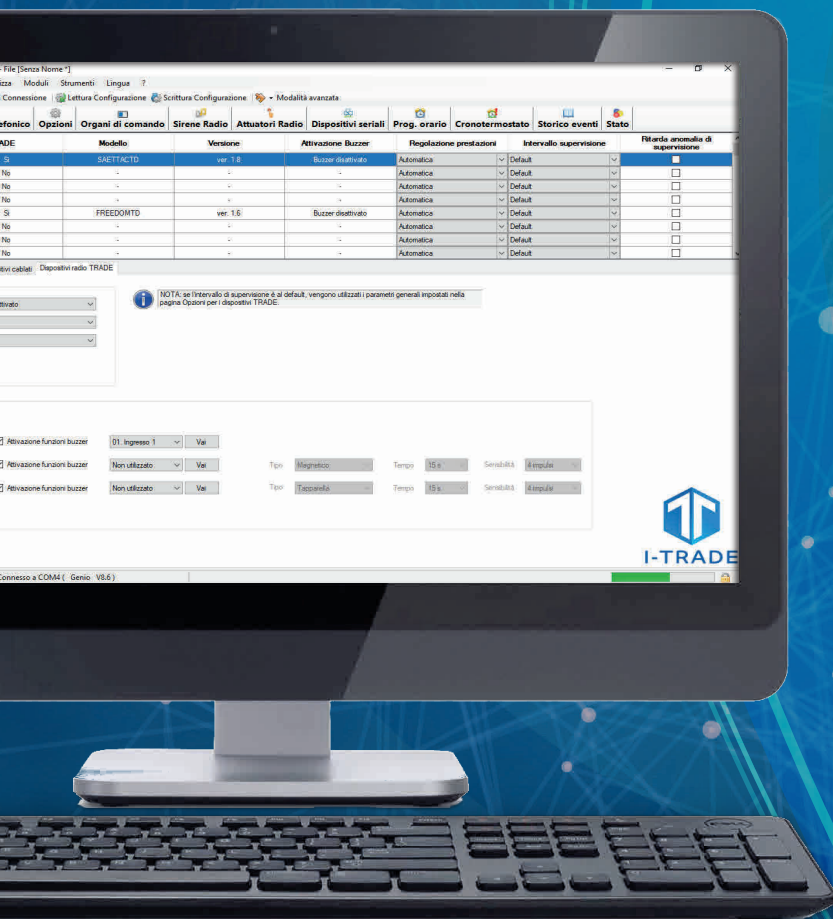 - File [Senza Nome *]
izza Moduli Strumenti Lingua ?
Connessione Lettura Configurazione Scrittura Configurazione Modalità avanzata
efonico Opzioni Organi di comando Sirene Radio Attuatori Radio Dispositivi seriali Prog. orario Cronotermostato Storico eventi Stato
ADE Modello Versione Attivazione Buzzer Regolazione prestazioni Intervallo supervisione Ritarda anomalia di
supervisione
Si SAETTACTD ver. 1.8 Buzzer disattivato Automatica Default
No - - - Automatica Default
No - - - Automatica Default
No - - - Automatica Default
Si FREEDOMTD ver. 1.6 Buzzer disattivato Automatica Default
No - - - Automatica Default
No - - - Automatica Default
itivi cablati Dispositivi radio TRADE
ttivato
NOTA: se l'intervallo di supervisione é al default, vengono utilizzati i parametri generali impostati nella
pagina Opzioni per i dispositivi TRADE.
Attivazione funzioni buzzer 01. Ingresso 1 Vai
Attivazione funzioni buzzer Non utilizzato Vai Tipo Magnetico Tempo 15 s Sensibilità 4 impulsi
Attivazione funzioni buzzer Non utilizzato Vai Tipo Tapparella Tempo 15 s Sensibilità 4 impulsi
I-TRADE
Connesso a COM4 ( Genio V8.6 )
DELL